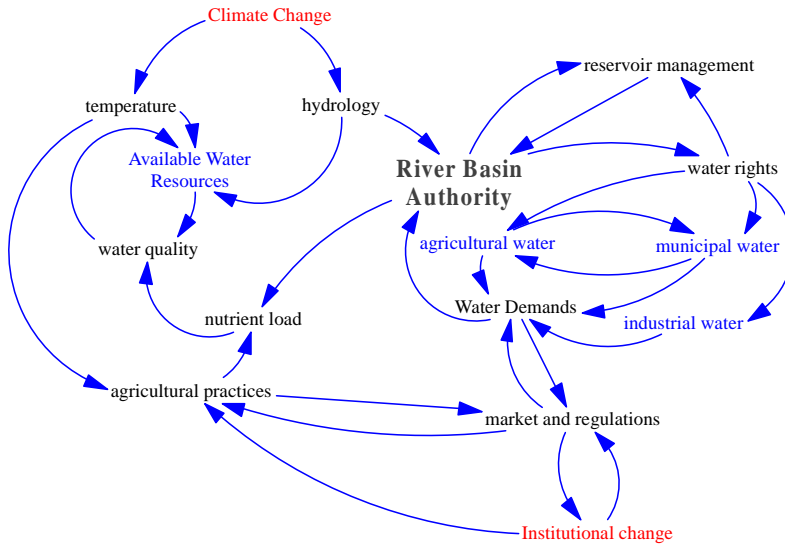 Climate Change
reservoir management
temperature
hydrology
Available Water
Resources
River Basin
Authority
water rights
water quality
agricultural water
municipal water
nutrient load
Water Demands
industrial water
agricultural practices
market and regulations
Institutional change